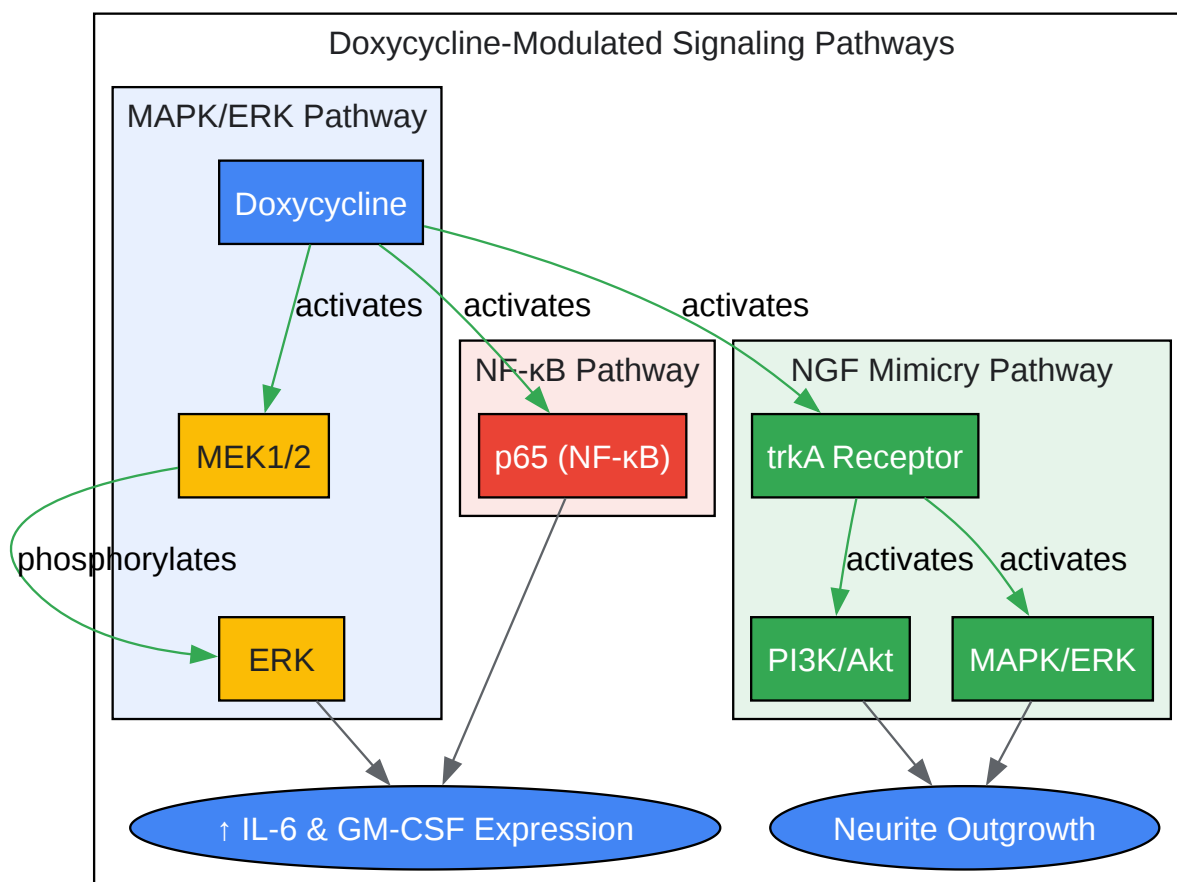 Doxycycline-Modulated Signaling Pathways
MAPK/ERK Pathway
Doxycycline
activates
activates
activates
NF-κB Pathway
NGF Mimicry Pathway
MEK1/2
p65 (NF-κB)
trkA Receptor
phosphorylates
activates
activates
ERK
PI3K/Akt
MAPK/ERK
↑ IL-6 & GM-CSF Expression
Neurite Outgrowth